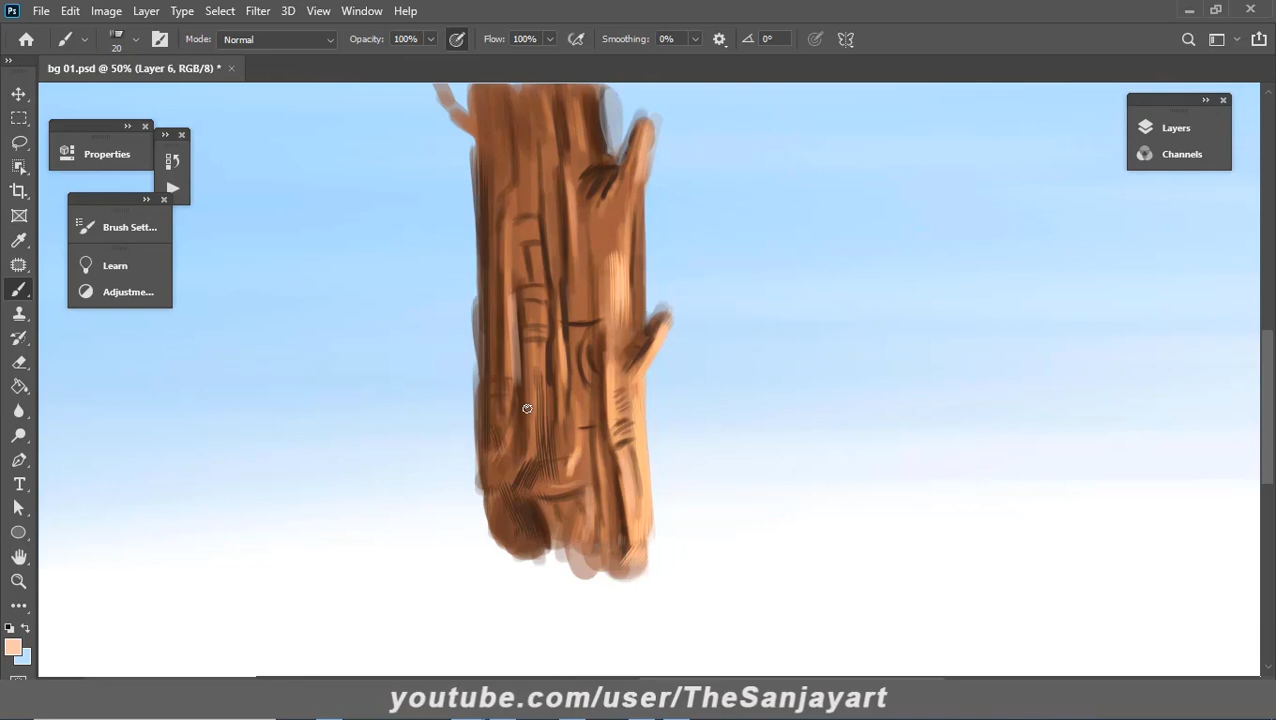 Ps File Edit Image Layer Type Select Filter 3D View Window Help
20 Mode: Normal Opacity: 100% Flow: 100% Smoothing: 0% 0°
bg 01.psd @ 50% (Layer 6, RGB/8) *
Properties
Brush Sett...
Learn
Adjustme...
Layers
Channels
youtube.com/user/TheSanjayart